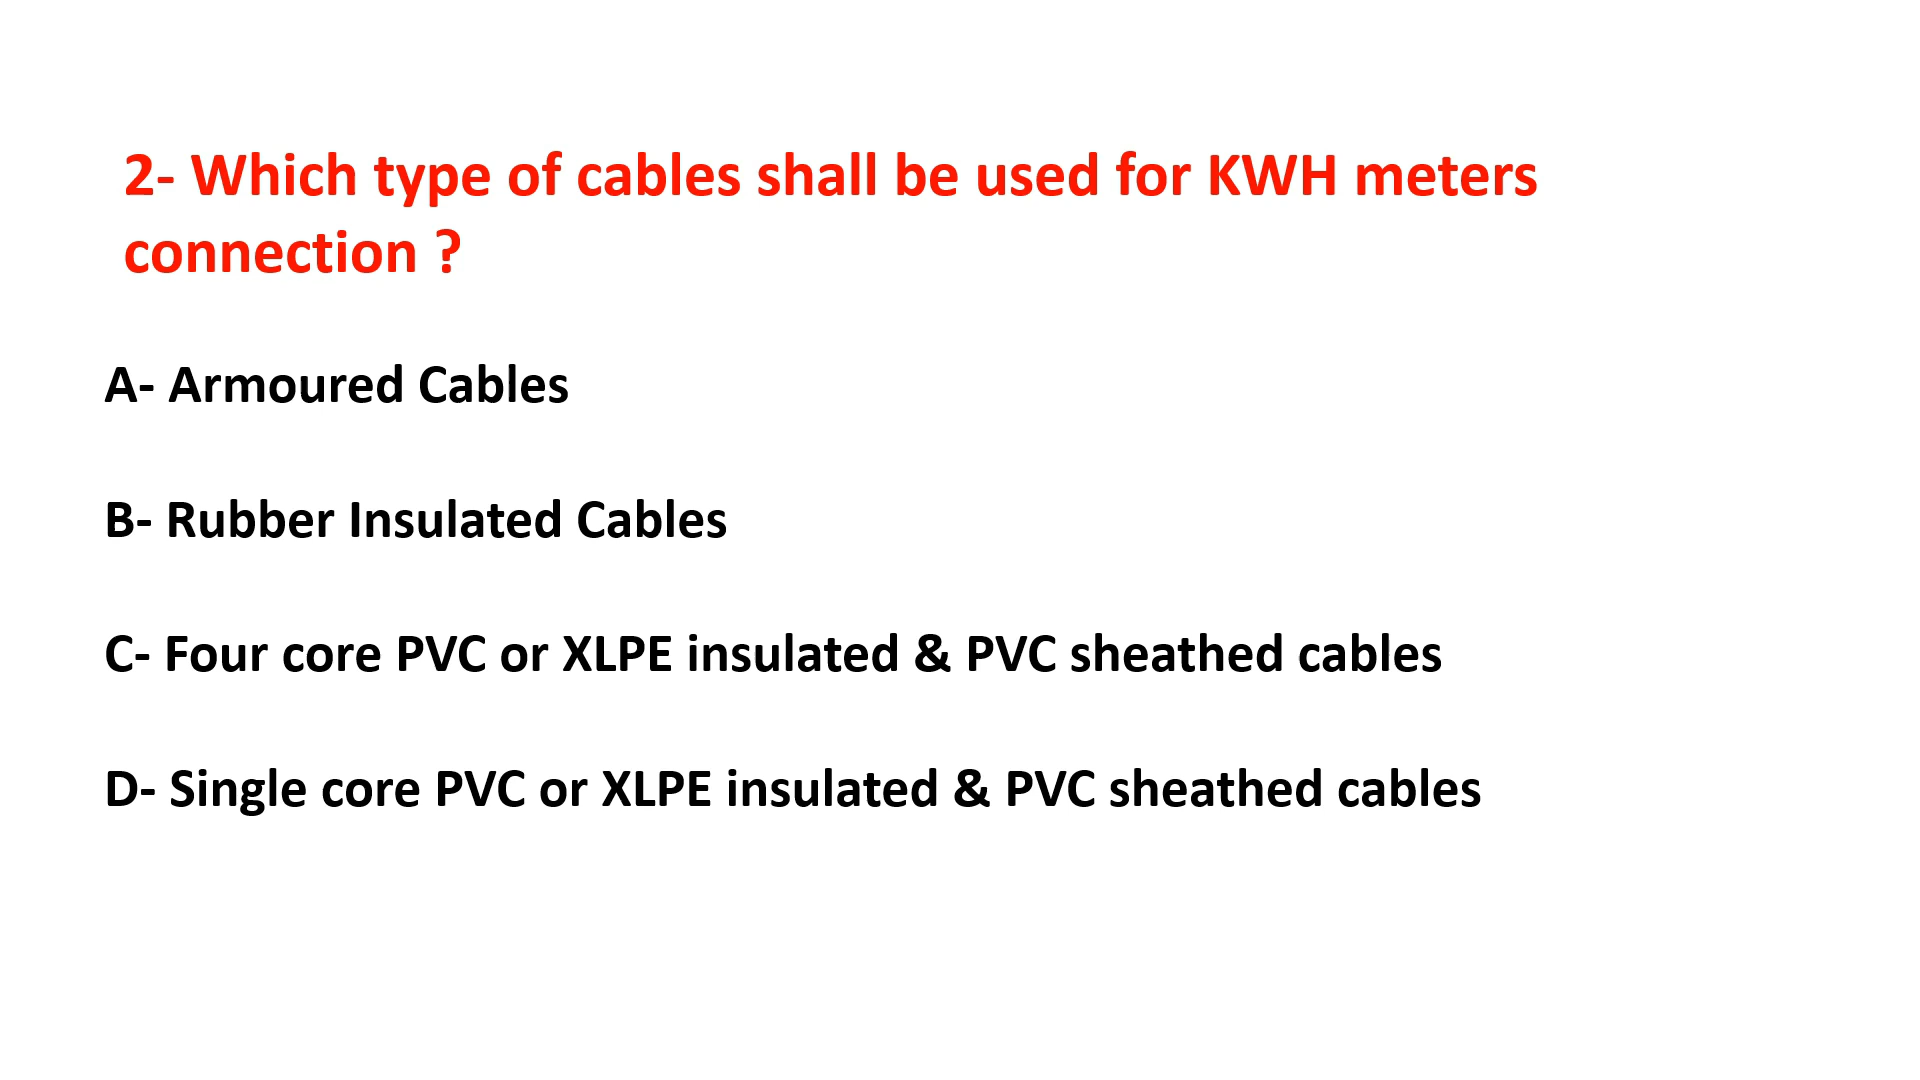 2- Which type of cables shall be used for KWH meters
connection ?
A- Armoured Cables
B- Rubber Insulated Cables
C- Four core PVC or XLPE insulated & PVC sheathed cables
D- Single core PVC or XLPE insulated & PVC sheathed cables